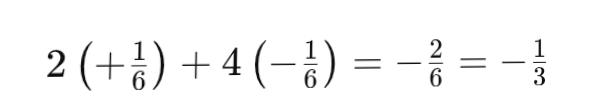 2 (+1/6) + 4 (−1/6) = −2/6 = −1/3